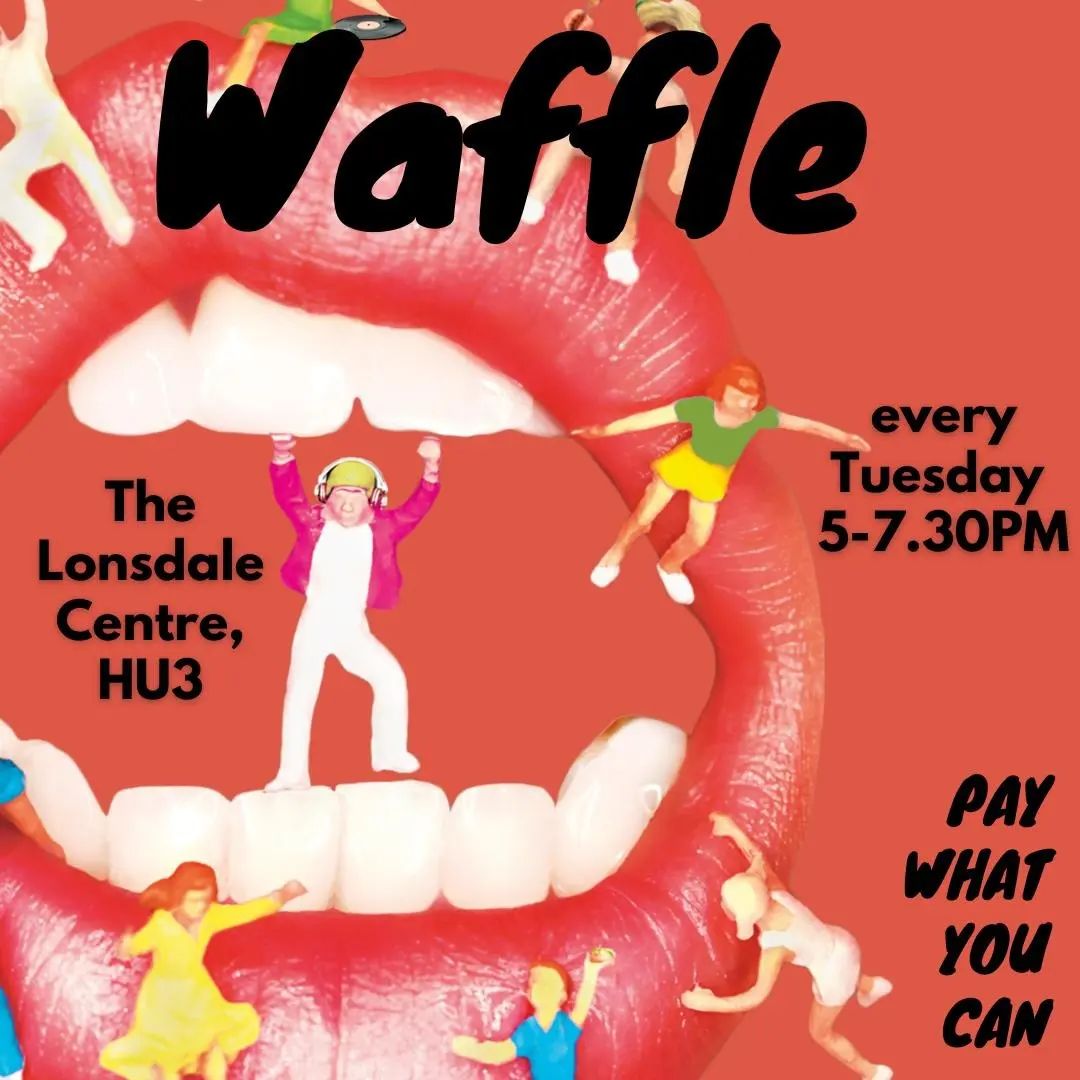 Waffle
The
Lonsdale
Centre,
HU3
every
Tuesday
5-7.30PM
PAY
WHAT
YOU
CAN